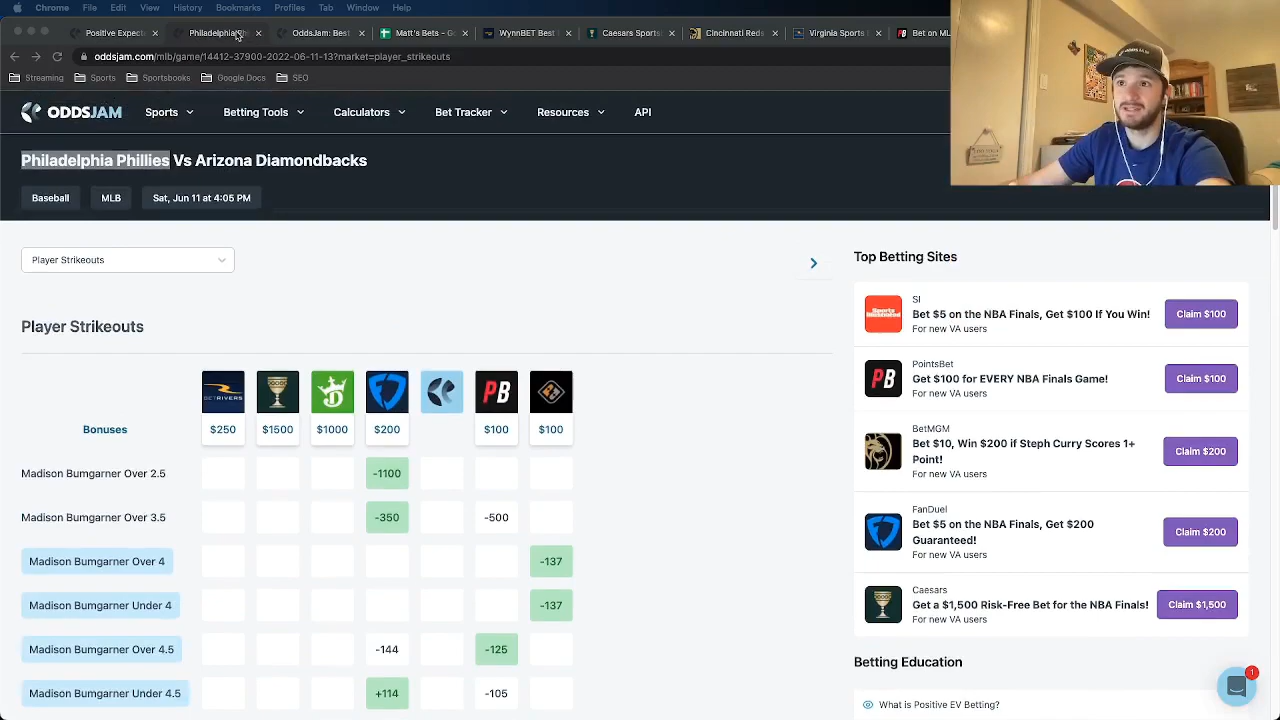 Chrome File Edit View History Bookmarks Profiles Tab Window Help
Positive Expect
Philadelphia
OddsJam: Best
Matt's Bets - Go
WynnBET Best
Caesars Sports
Cincinnati Reds
Virginia Sports
Bet on ML
oddsjam.com/mlb/game/14412-37900-2022-06-11-13?market=player_strikeouts
Streaming Sports Sportsbooks Google Docs SEO
ODDSJAM Sports Betting Tools Calculators Resources API
Philadelphia Phillies Vs Arizona Diamondbacks
Baseball MLB Sat, Jun 11 at 4:05 PM
Player Strikeouts
Player Strikeouts
BETRIVERS PB
Bonuses $250 $1500 $1000 $200 $100 $100
Madison Bumgarner Over 2.5 -1100
Madison Bumgarner Over 3.5 -350 -500
Madison Bumgarner Over 4 -137
Madison Bumgarner Under 4 -137
Madison Bumgarner Over 4.5 -144 -125
Madison Bumgarner Under 4.5 +114 -105
Top Betting Sites
Sports Illustrated
SI
Bet $5 on the NBA Finals, Get $100 If You Win!
For new VA users
Claim $100
PB
PointsBet
Get $100 for EVERY NBA Finals Game!
For new VA users
Claim $100
BetMGM
Bet $10, Win $200 if Steph Curry Scores 1+
Point!
For new VA users
Claim $200
FanDuel
Bet $5 on the NBA Finals, Get $200
Guaranteed!
For new VA users
Claim $200
Caesars
Get a $1,500 Risk-Free Bet for the NBA Finals!
For new VA users
Claim $1,500
Betting Education
What is Positive EV Betting?
1